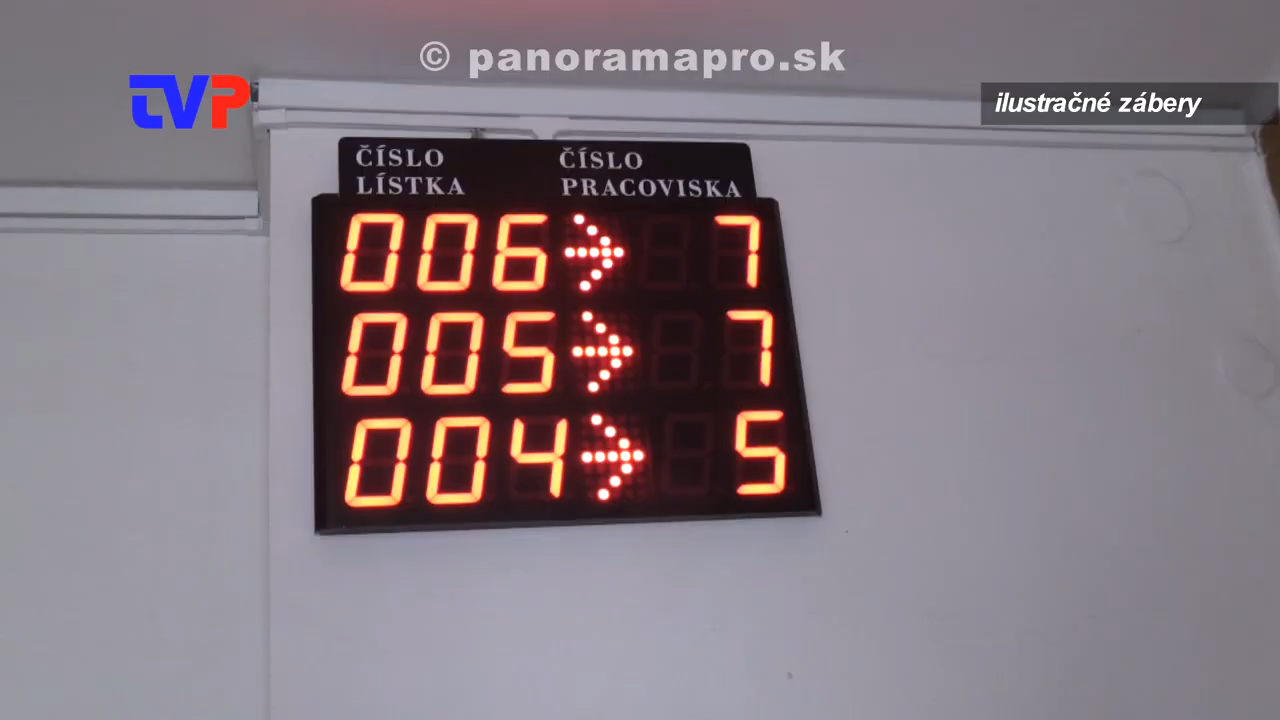 © panoramapro.sk
TVP
ilustračné zábery
ČÍSLO LÍSTKA
ČÍSLO PRACOVISKA
006 → 7
005 → 7
004 → 5